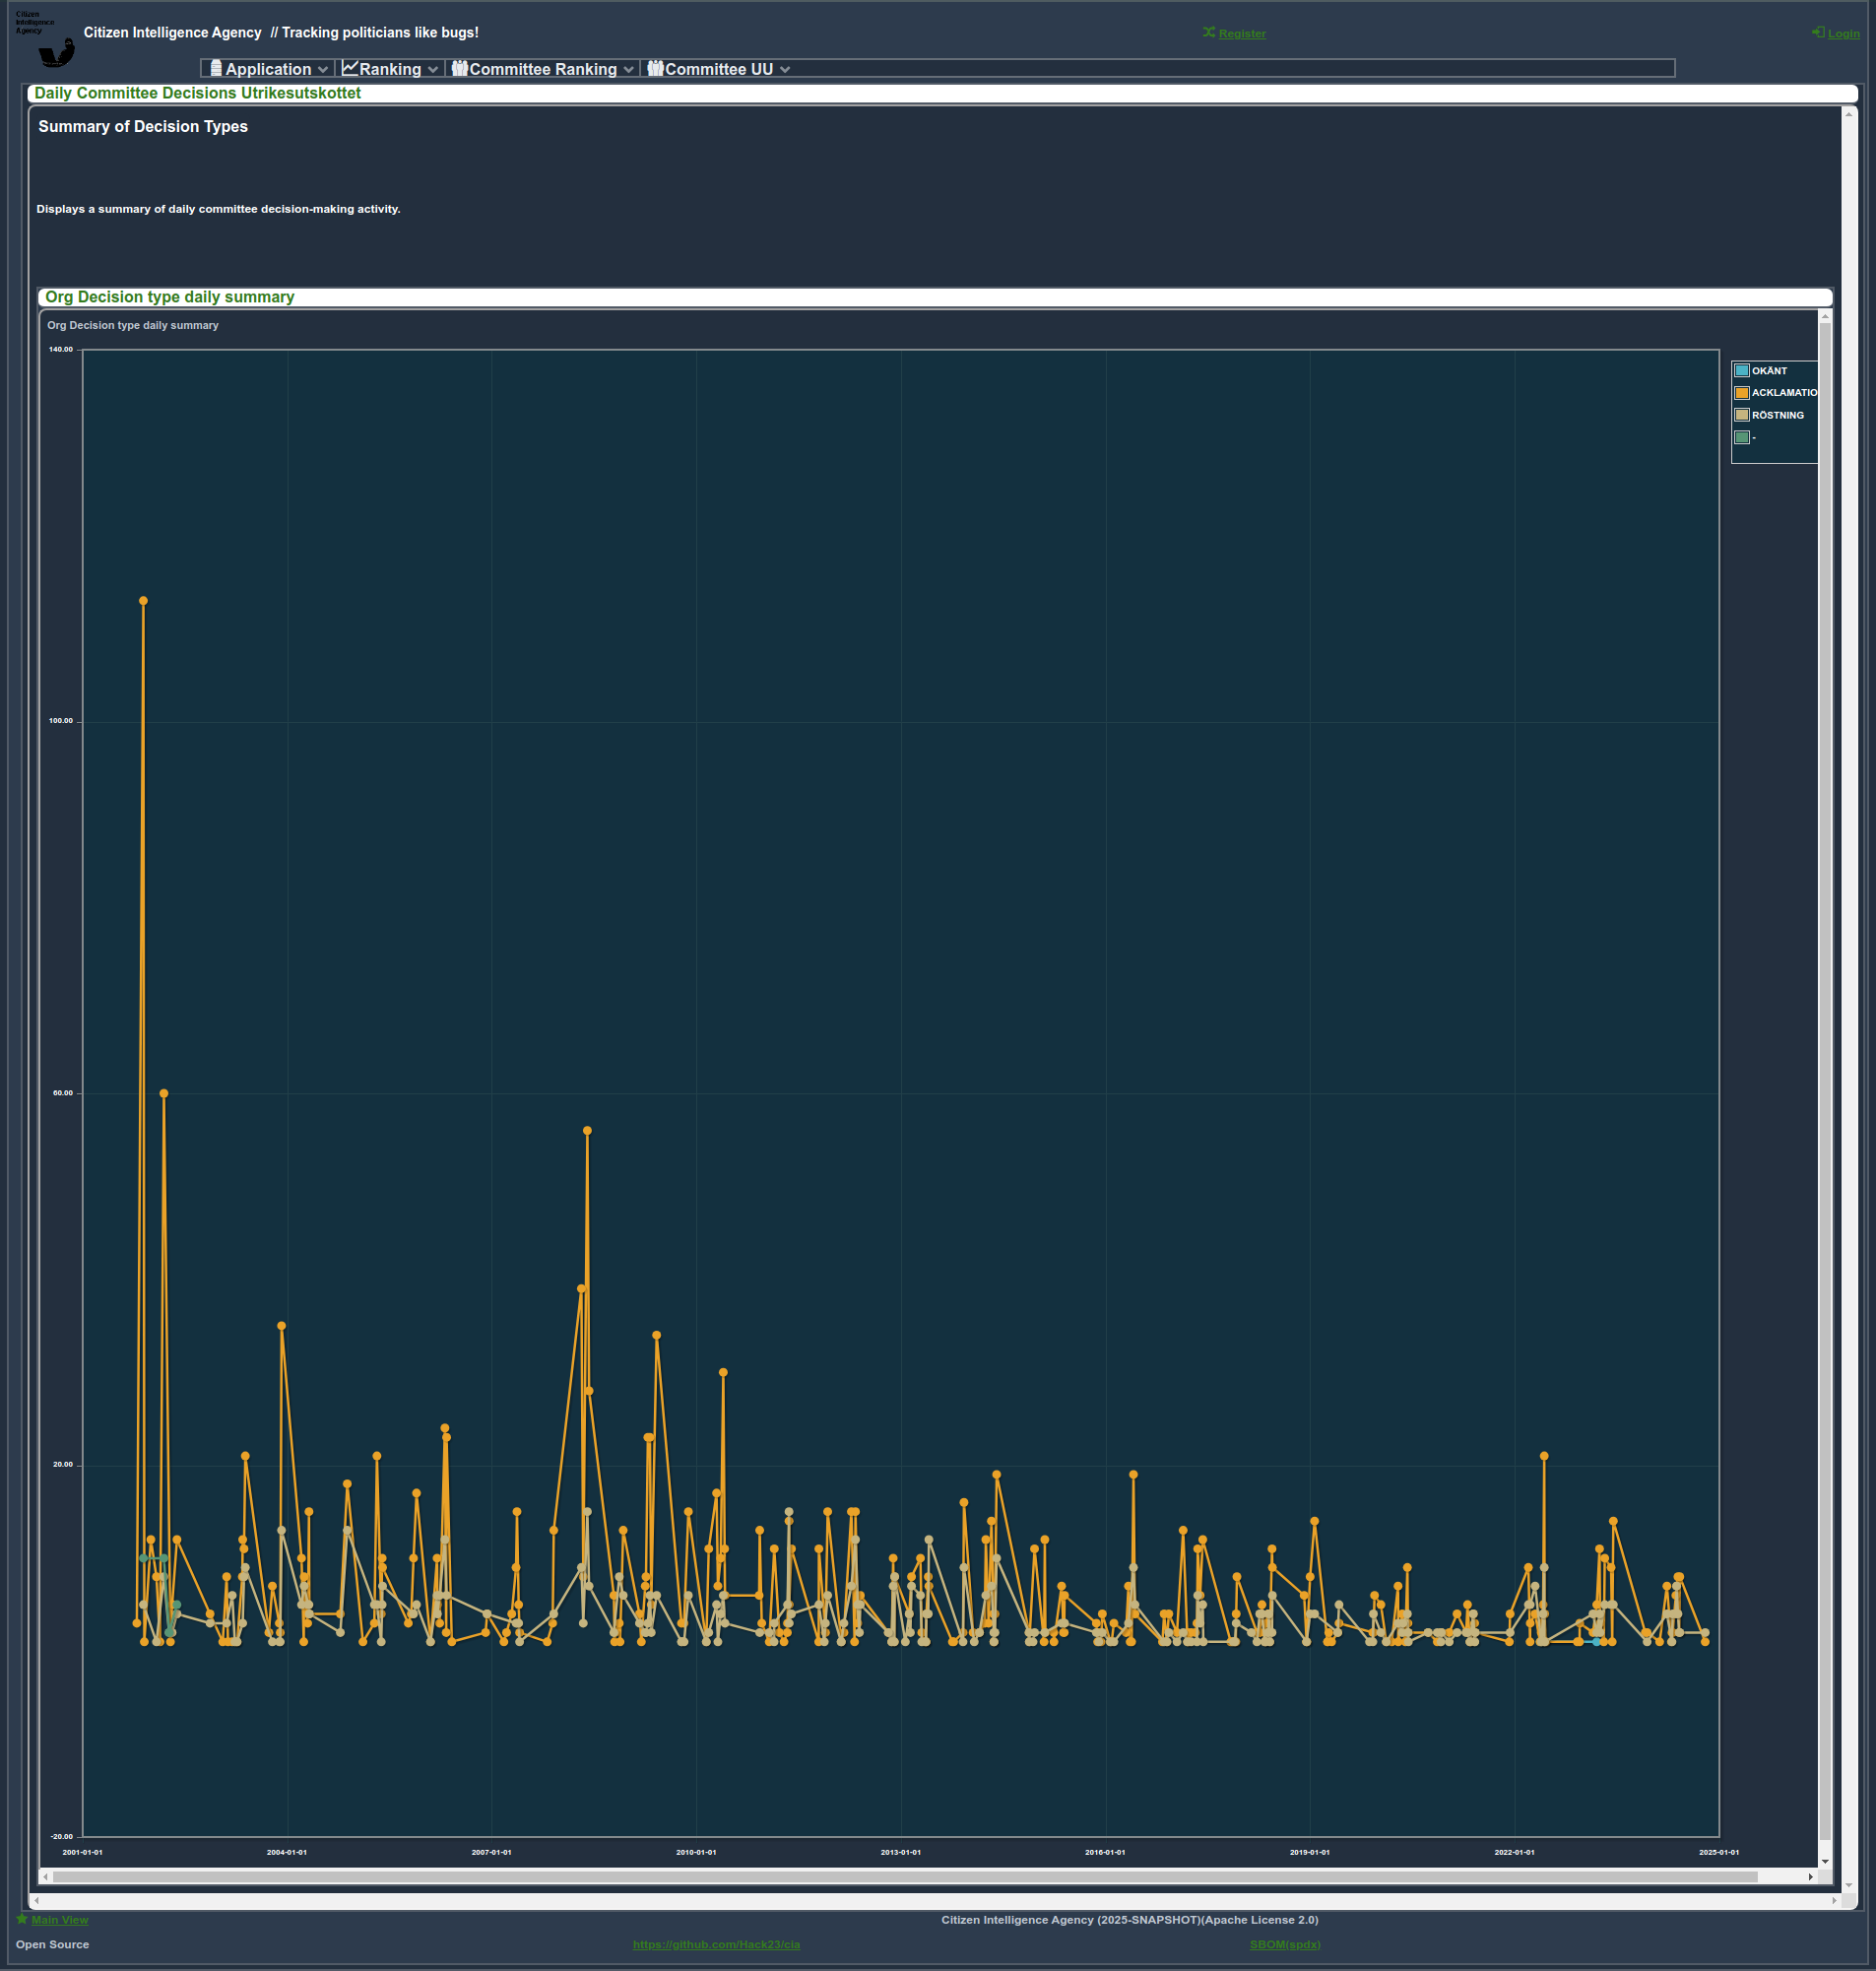 Citizen
Intelligence
Agency
Citizen Intelligence Agency // Tracking politicians like bugs!
Register
Login
Application
Ranking
Committee Ranking
Committee UU
Daily Committee Decisions Utrikesutskottet
Summary of Decision Types
Displays a summary of daily committee decision-making activity.
Org Decision type daily summary
Org Decision type daily summary
140.00
100.00
60.00
20.00
-20.00
OKÄNT
ACKLAMATIO
RÖSTNING
-
2001-01-01
2004-01-01
2007-01-01
2010-01-01
2013-01-01
2016-01-01
2019-01-01
2022-01-01
2025-01-01
Main View
Citizen Intelligence Agency (2025-SNAPSHOT)(Apache License 2.0)
Open Source
https://github.com/Hack23/cia
SBOM(spdx)